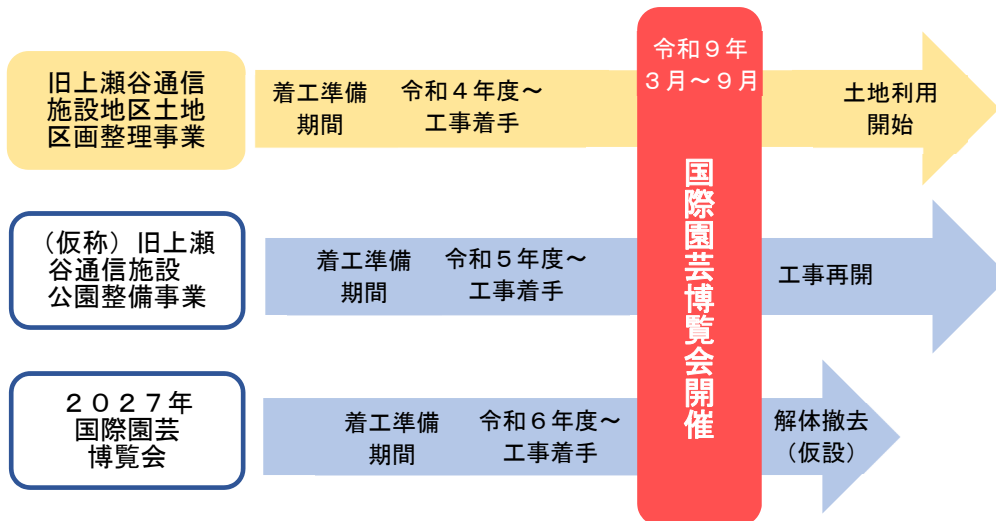 旧上瀬谷通信
施設地区土地
区画整理事業
着工準備
期間
令和４年度～
工事着手
令和９年
３月～９月
国際園芸博覧会開催
土地利用
開始
（仮称）旧上瀬
谷通信施設
公園整備事業
着工準備
期間
令和５年度～
工事着手
工事再開
２０２７年
国際園芸
博覧会
着工準備
期間
令和６年度～
工事着手
解体撤去
（仮設）